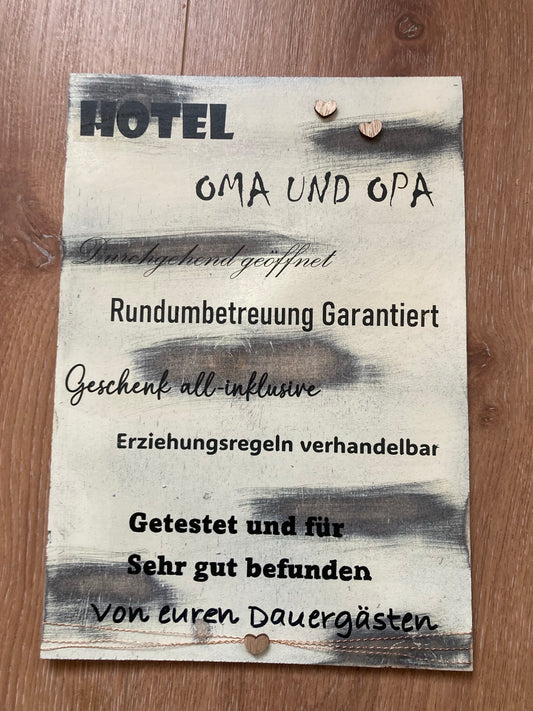 HOTEL
OMA UND OPA
Durchgehend geöffnet
Rundumbetreuung Garantiert
Geschenk all-inklusive
Erziehungsregeln verhandelbar
Getestet und für
Sehr gut befunden
Von euren Dauergästen